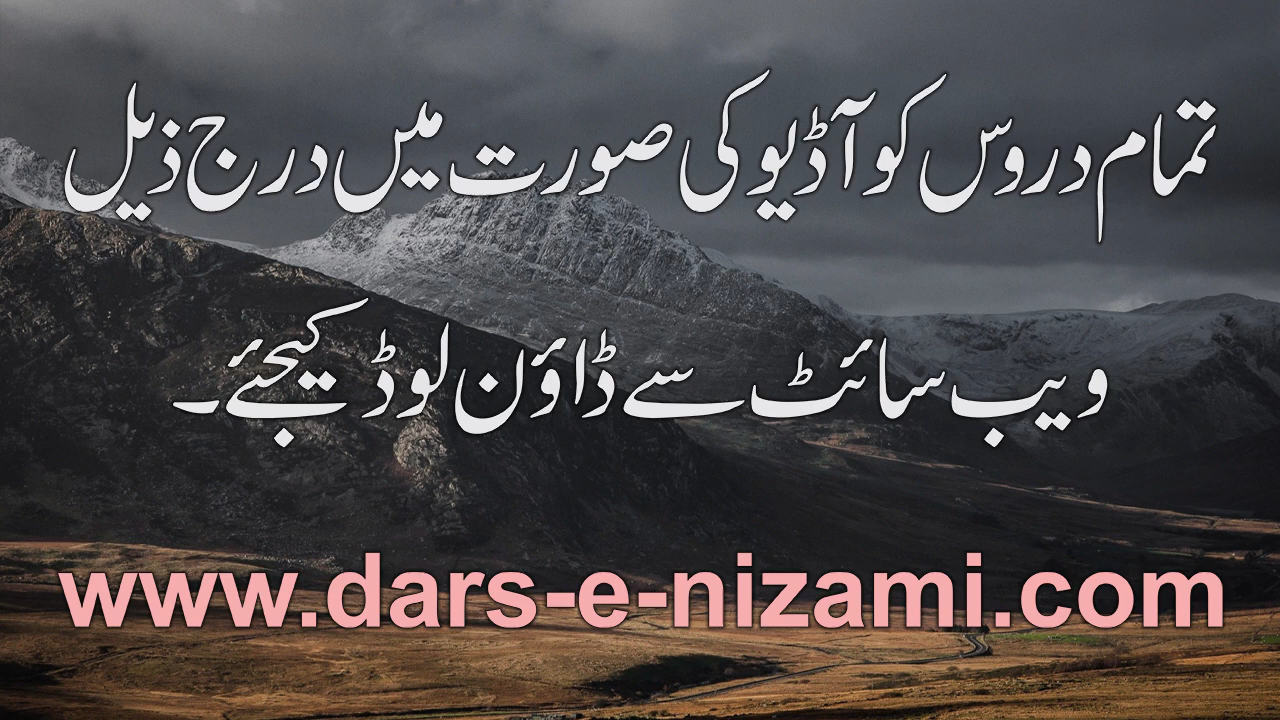 تمام دروس کو آڈیو کی صورت میں درج ذیل
ویب سائٹ سے ڈاؤن لوڈ کیجئے۔
www.dars-e-nizami.com